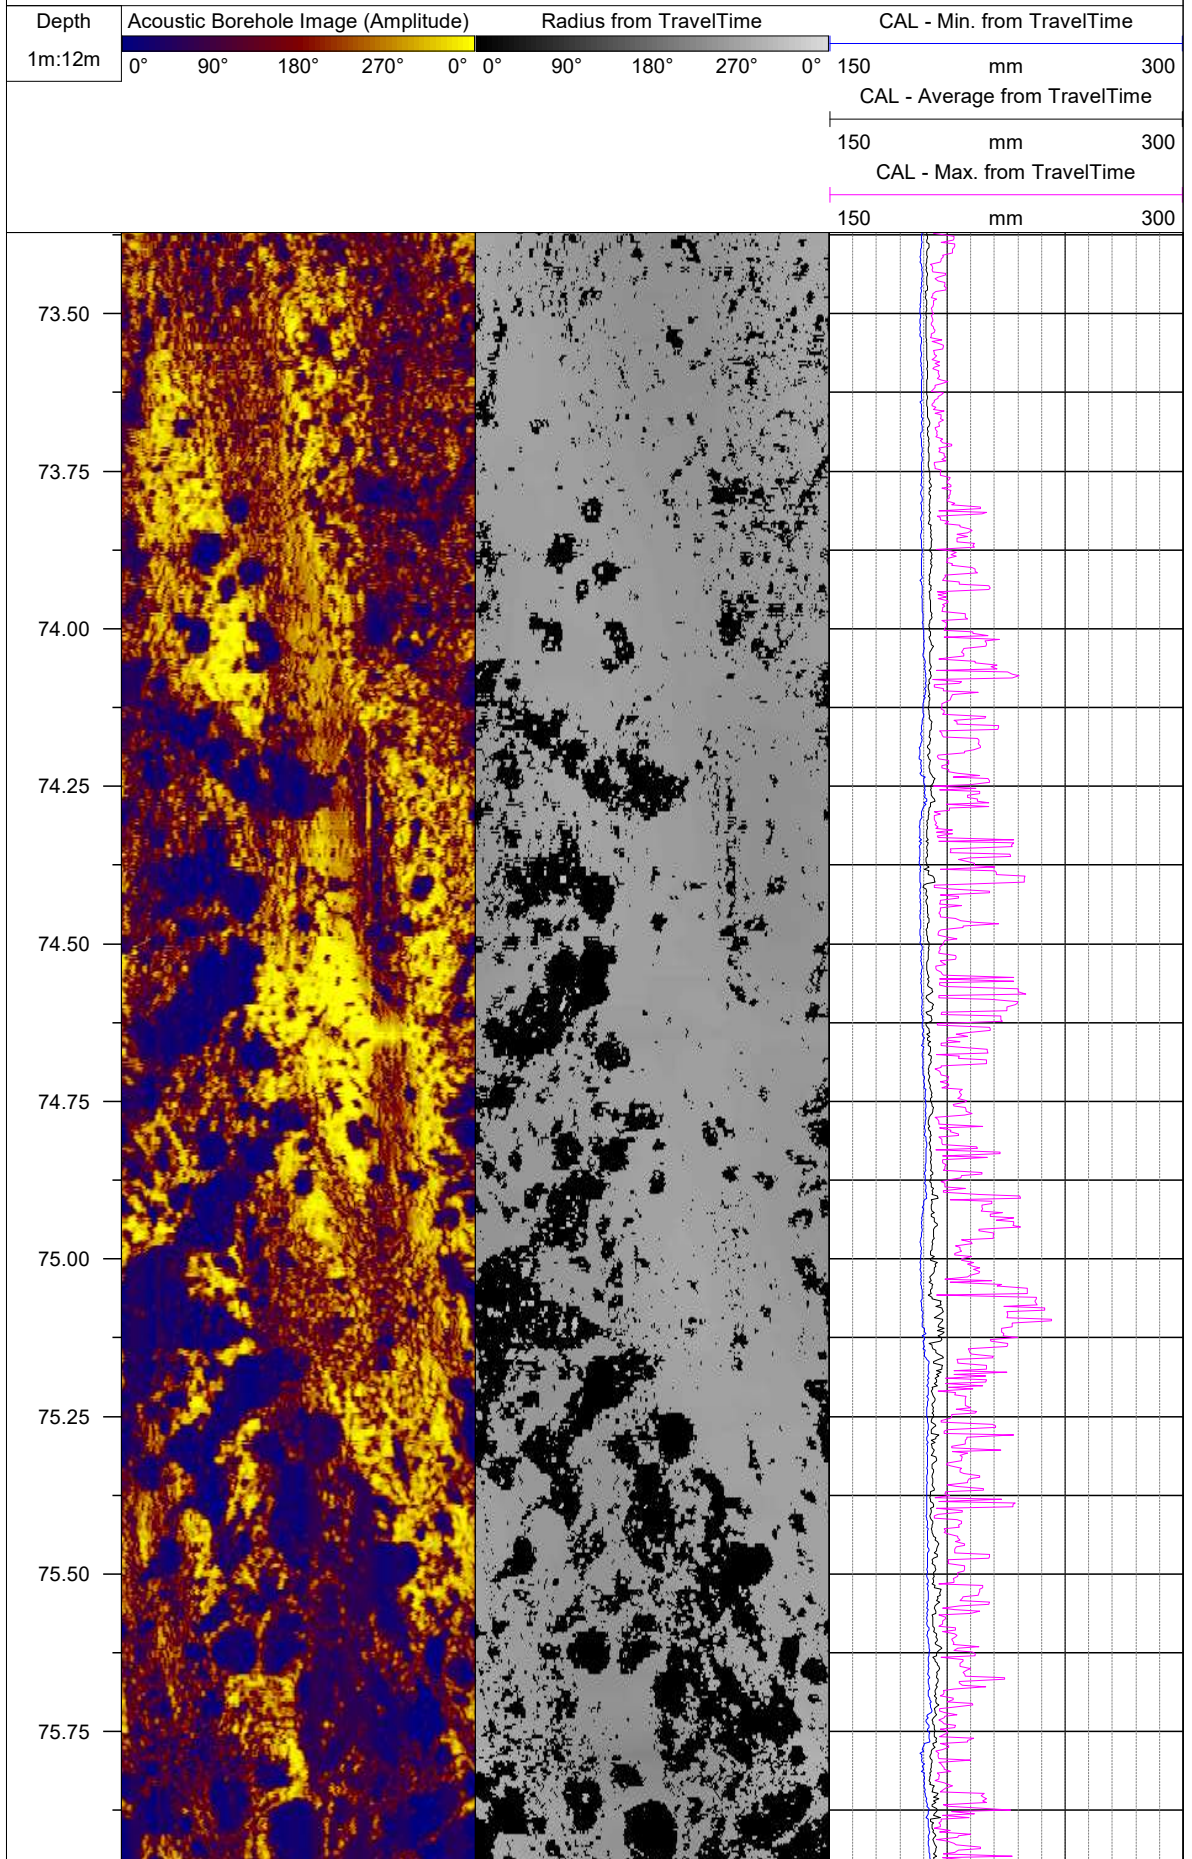 Depth
1m:12m
Acoustic Borehole Image (Amplitude)
0° 90° 180° 270° 0°
Radius from TravelTime
0° 90° 180° 270° 0°
CAL - Min. from TravelTime
150 mm 300
CAL - Average from TravelTime
150 mm 300
CAL - Max. from TravelTime
150 mm 300
73.50
73.75
74.00
74.25
74.50
74.75
75.00
75.25
75.50
75.75